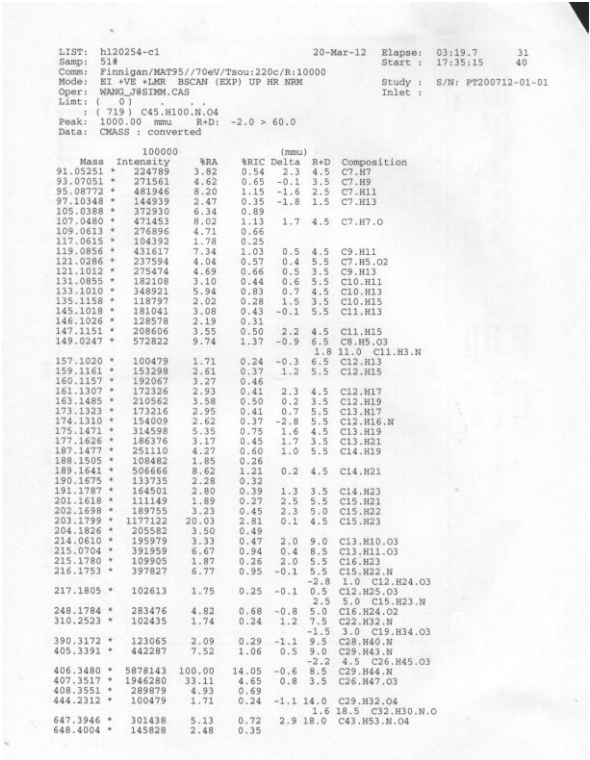 LIST: h120254-c1 20-Mar-12 Elapse: 03:19.7 31
Samp: 51# Start : 17:35:15 40
Comm: Finnigan/MAT95//70eV/Tsou:220c/R:10000
Mode: EI +VE +LMR BSCAN (EXP) UP HR NRM Study : S/N: PT200712-01-01
Oper: WANG_J@SIMM.CAS Inlet :
Limt: ( 0) . . .
: ( 719 ) C45.H100.N.O4
Peak: 1000.00 mmu R+D: -2.0 > 60.0
Data: CMASS : converted
100000 (mmu)
Mass Intensity %RA %RIC Delta R+D Composition
91.05251 * 224789 3.82 0.54 2.3 4.5 C7.H7
93.07051 * 271561 4.62 0.65 -0.1 3.5 C7.H9
95.08772 * 481946 8.20 1.15 -1.6 2.5 C7.H11
97.10348 * 144939 2.47 0.35 -1.8 1.5 C7.H13
105.0388 * 372930 6.34 0.89
107.0480 * 471453 8.02 1.13 1.7 4.5 C7.H7.O
109.0613 * 276896 4.71 0.66
117.0615 * 104392 1.78 0.25
119.0856 * 431617 7.34 1.03 0.5 4.5 C9.H11
121.0286 * 237594 4.04 0.57 0.4 5.5 C7.H5.O2
121.1012 * 275474 4.69 0.66 0.5 3.5 C9.H13
131.0855 * 182108 3.10 0.44 0.6 5.5 C10.H11
133.1010 * 348921 5.94 0.83 0.7 4.5 C10.H13
135.1158 * 118797 2.02 0.28 1.5 3.5 C10.H15
145.1018 * 181041 3.08 0.43 -0.1 5.5 C11.H13
146.1026 * 128578 2.19 0.31
147.1151 * 208606 3.55 0.50 2.2 4.5 C11.H15
149.0247 * 572822 9.74 1.37 -0.9 6.5 C8.H5.O3
1.8 11.0 C11.H3.N
157.1020 * 100479 1.71 0.24 -0.3 6.5 C12.H13
159.1161 * 153298 2.61 0.37 1.2 5.5 C12.H15
160.1157 * 192067 3.27 0.46
161.1307 * 172326 2.93 0.41 2.3 4.5 C12.H17
163.1485 * 210562 3.58 0.50 0.2 3.5 C12.H19
173.1323 * 173216 2.95 0.41 0.7 5.5 C13.H17
174.1310 * 154009 2.62 0.37 -2.8 5.5 C12.H16.N
175.1471 * 314598 5.35 0.75 1.6 4.5 C13.H19
177.1626 * 186376 3.17 0.45 1.7 3.5 C13.H21
187.1477 * 251110 4.27 0.60 1.0 5.5 C14.H19
188.1505 * 108482 1.85 0.26
189.1641 * 506666 8.62 1.21 0.2 4.5 C14.H21
190.1675 * 133735 2.28 0.32
191.1787 * 164501 2.80 0.39 1.3 3.5 C14.H23
201.1618 * 111149 1.89 0.27 2.5 5.5 C15.H21
202.1698 * 189755 3.23 0.45 2.3 5.0 C15.H22
203.1799 * 1177122 20.03 2.81 0.1 4.5 C15.H23
204.1826 * 205582 3.50 0.49
214.0610 * 195979 3.33 0.47 2.0 9.0 C13.H10.O3
215.0704 * 391959 6.67 0.94 0.4 8.5 C13.H11.O3
215.1780 * 109905 1.87 0.26 2.0 5.5 C16.H23
216.1753 * 397827 6.77 0.95 -0.1 5.5 C15.H22.N
-2.8 1.0 C12.H24.O3
217.1805 * 102613 1.75 0.25 -0.1 0.5 C12.H25.O3
2.5 5.0 C15.H23.N
248.1784 * 283476 4.82 0.68 -0.8 5.0 C16.H24.O2
310.2523 * 102435 1.74 0.24 1.2 7.5 C22.H32.N
-1.5 3.0 C19.H34.O3
390.3172 * 123065 2.09 0.29 -1.1 9.5 C28.H40.N
405.3391 * 442287 7.52 1.06 0.5 9.0 C29.H43.N
-2.2 4.5 C26.H45.O3
406.3480 * 5878143 100.00 14.05 -0.6 8.5 C29.H44.N
407.3517 * 1946280 33.11 4.65 0.8 3.5 C26.H47.O3
408.3551 * 289879 4.93 0.69
444.2312 * 100479 1.71 0.24 -1.1 14.0 C29.H32.O4
1.6 18.5 C32.H30.N.O
647.3946 * 301438 5.13 0.72 2.9 18.0 C43.H53.N.O4
648.4004 * 145828 2.48 0.35